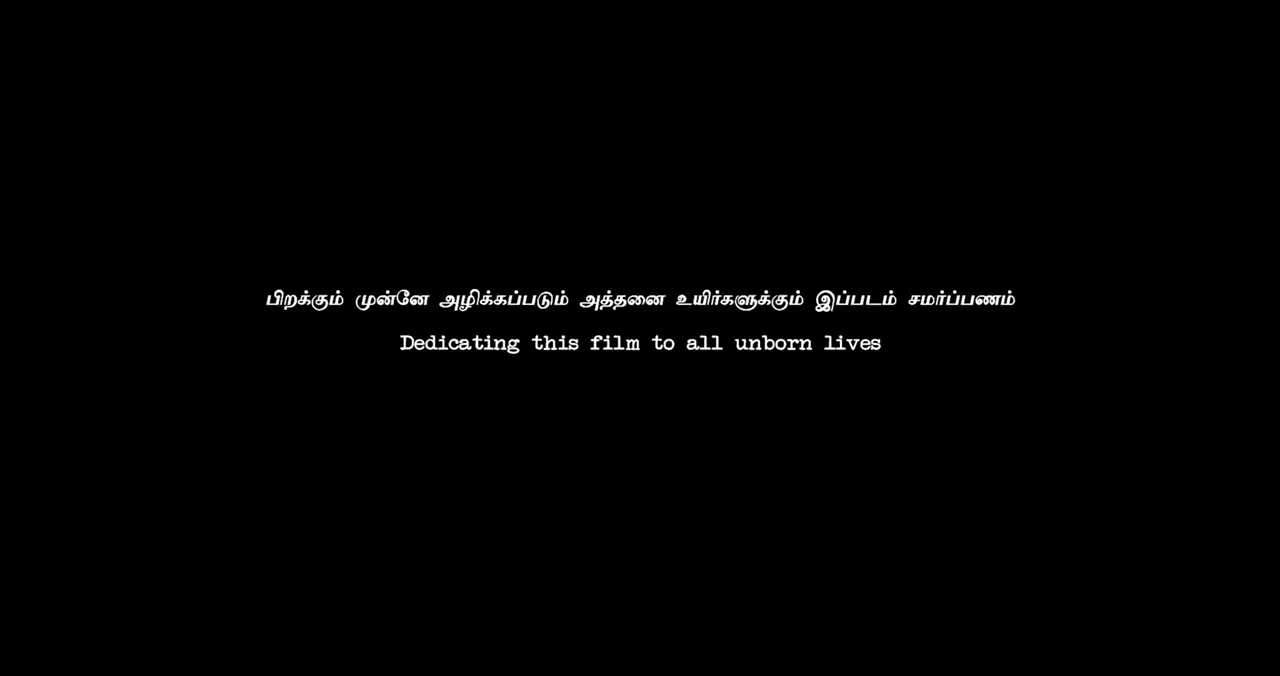 பிறக்கும் முன்னே அழிக்கப்படும் அத்தனை உயிர்களுக்கும் இப்படம் சமர்ப்பணம்
Dedicating this film to all unborn lives